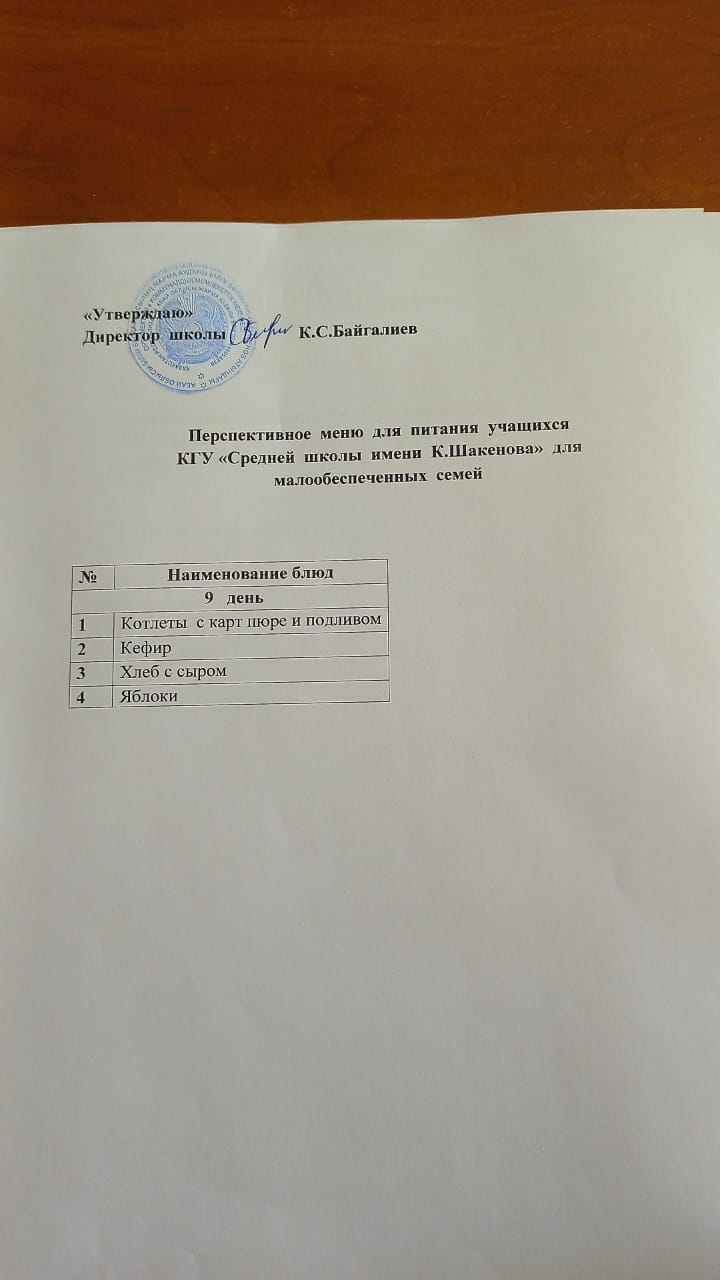 «Утверждаю»
Директор школы К.С.Байгалиев
Перспективное меню для питания учащихся
КГУ «Средней школы имени К.Шакенова» для
малообеспеченных семей
№ Наименование блюд
9 день
1 Котлеты с карт пюре и подливом
2 Кефир
3 Хлеб с сыром
4 Яблоки